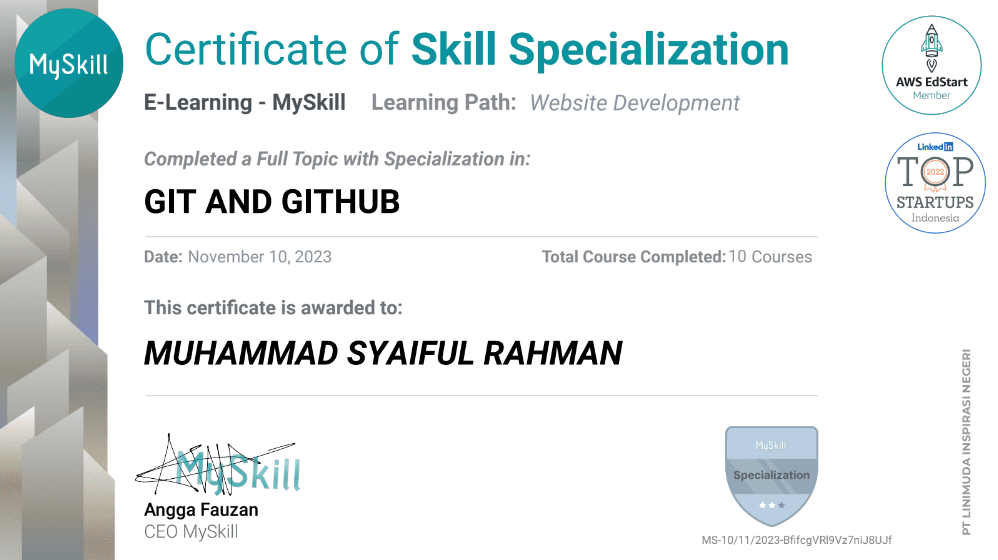 MySkill
Certificate of Skill Specialization
AWS EdStart
Member
E-Learning - MySkill Learning Path: Website Development
Completed a Full Topic with Specialization in:
LinkedIn
2022
TOP
STARTUPS
Indonesia
GIT AND GITHUB
Date: November 10, 2023 Total Course Completed: 10 Courses
This certificate is awarded to:
MUHAMMAD SYAIFUL RAHMAN
PT LINIMUDA INSPIRASI NEGERI
MySkill
Angga Fauzan
CEO MySkill
MySkill
Specialization
MS-10/11/2023-BfifcgVRl9Vz7niJ8UJf